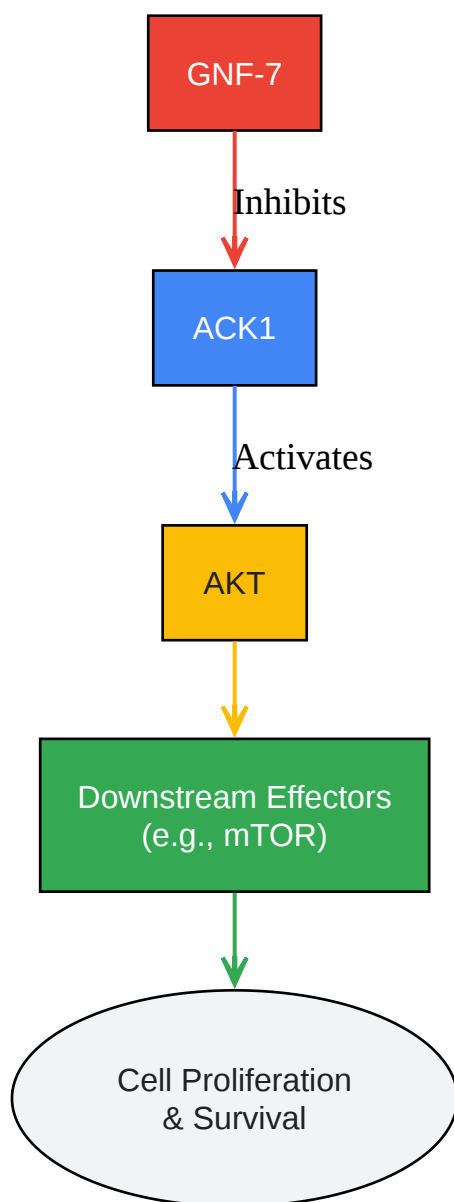 GNF-7
Inhibits
ACK1
Activates
AKT
Downstream Effectors
(e.g., mTOR)
Cell Proliferation
& Survival